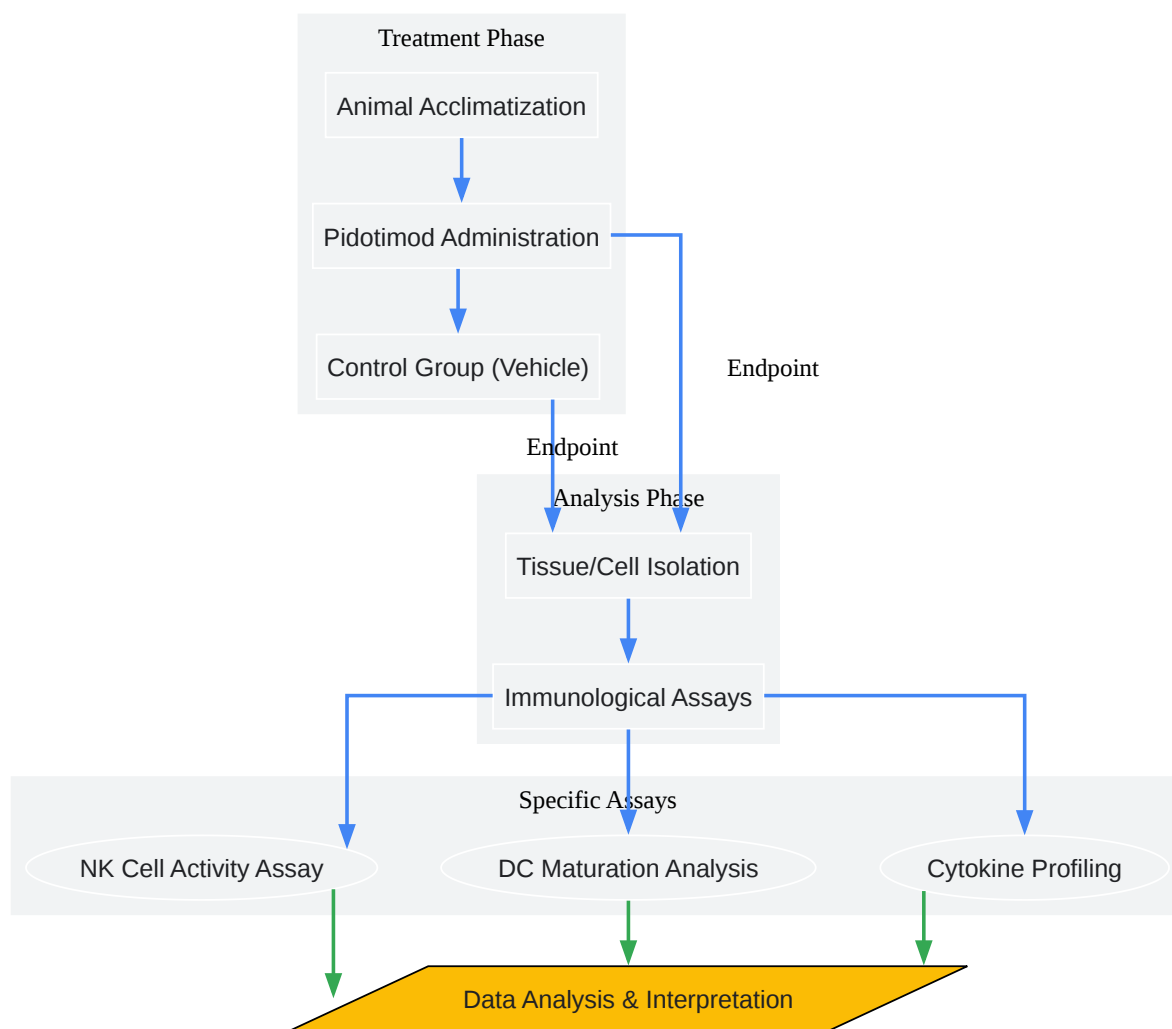 Treatment Phase
Animal Acclimatization
Pidotimod Administration
Control Group (Vehicle)
Endpoint
Endpoint
Analysis Phase
Tissue/Cell Isolation
Immunological Assays
Specific Assays
NK Cell Activity Assay
DC Maturation Analysis
Cytokine Profiling
Data Analysis & Interpretation